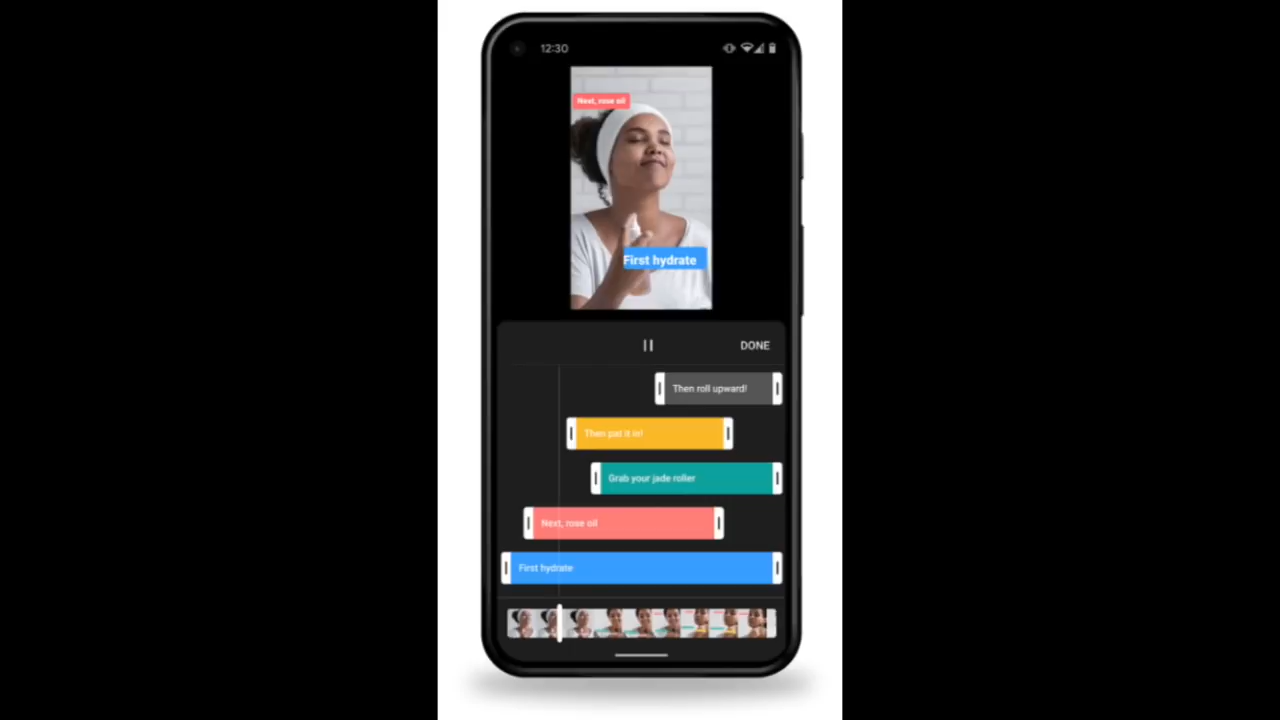 12:30
Next, rose oil
First hydrate
DONE
Then roll upward!
Then pat it in!
Grab your jade roller
Next, rose oil
First hydrate